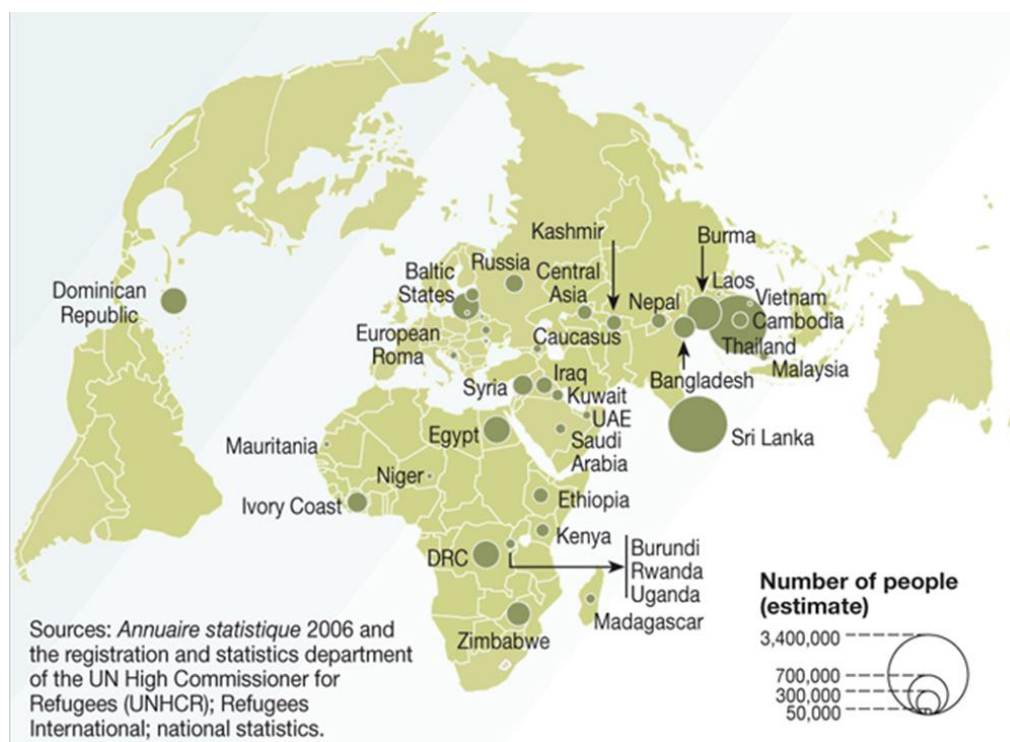 Kashmir
Burma
Dominican
Republic
Baltic
States
Russia
Central
Asia
Nepal
Laos
Vietnam
Cambodia
Thailand
Malaysia
European
Roma
Caucasus
Bangladesh
Syria
Iraq
Kuwait
UAE
Saudi
Arabia
Egypt
Sri Lanka
Mauritania
Niger
Ivory Coast
Ethiopia
Kenya
DRC
Burundi
Rwanda
Uganda
Madagascar
Zimbabwe
Number of people
(estimate)
3,400,000
700,000
300,000
50,000
Sources: Annuaire statistique 2006 and
the registration and statistics department
of the UN High Commissioner for
Refugees (UNHCR); Refugees
International; national statistics.